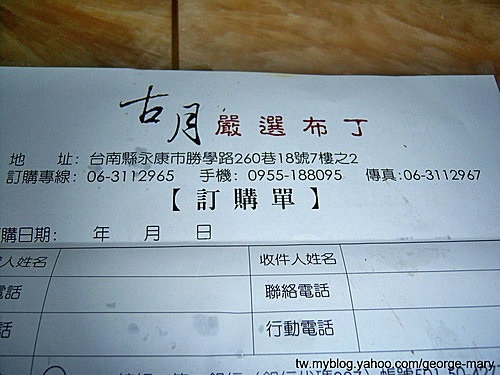 古月嚴選布丁
地 址: 台南縣永康市勝學路260巷18號7樓之2
訂購專線: 06-3112965 手機: 0955-188095 傳真:06-3112967
【訂購單】
購日期: 年 月 日
人姓名 收件人姓名
電話 聯絡電話
話 行動電話
tw.myblog.yahoo.com/george-mary